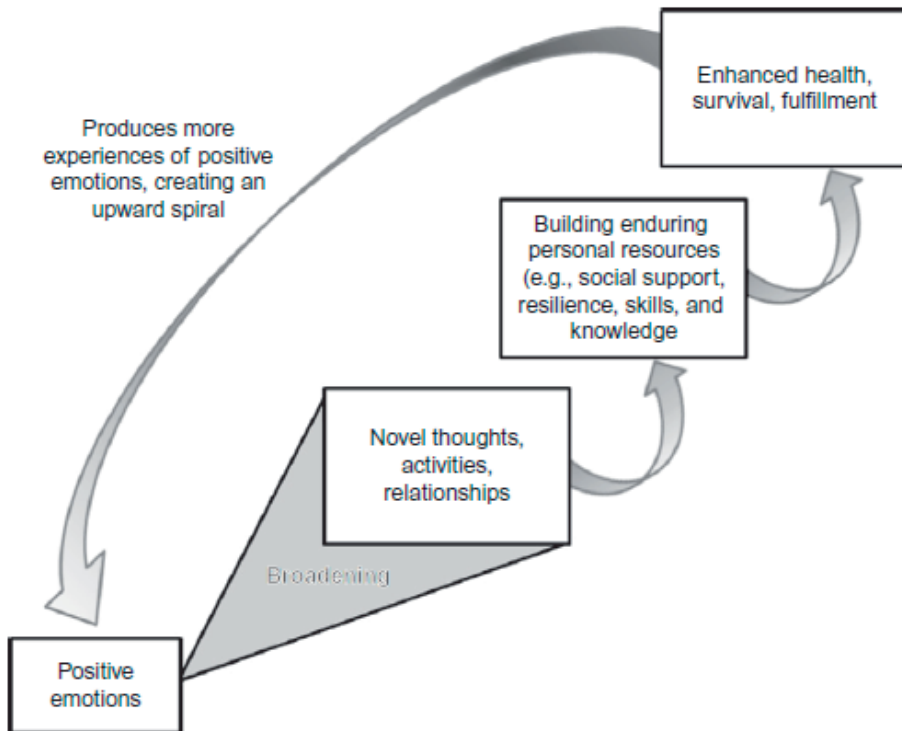 Enhanced health,
survival, fulfillment
Produces more
experiences of positive
emotions, creating an
upward spiral
Building enduring
personal resources
(e.g., social support,
resilience, skills, and
knowledge
Novel thoughts,
activities,
relationships
Broadening
Positive
emotions